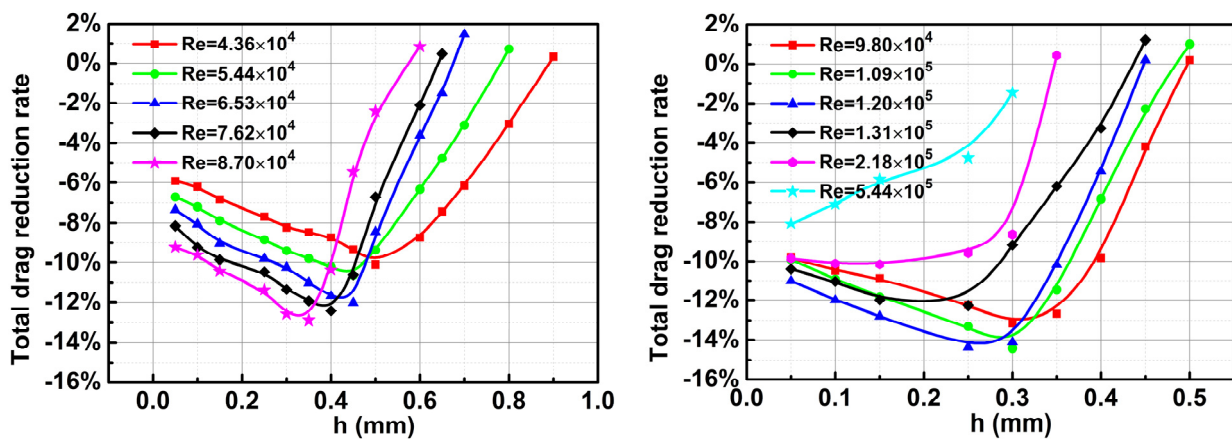 Total drag reduction rate
2%
0%
-2%
-4%
-6%
-8%
-10%
-12%
-14%
-16%
Re=4.36×10⁴
Re=5.44×10⁴
Re=6.53×10⁴
Re=7.62×10⁴
Re=8.70×10⁴
0.0 0.2 0.4 0.6 0.8 1.0
h (mm)
Total drag reduction rate
2%
0%
-2%
-4%
-6%
-8%
-10%
-12%
-14%
-16%
Re=9.80×10⁴
Re=1.09×10⁵
Re=1.20×10⁵
Re=1.31×10⁵
Re=2.18×10⁵
Re=5.44×10⁵
0.0 0.1 0.2 0.3 0.4 0.5
h (mm)